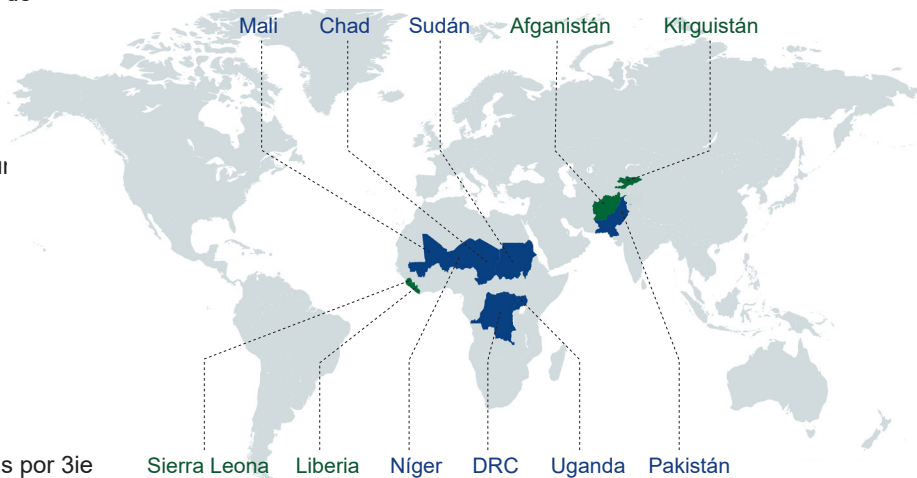 Mali Chad Sudán Afganistán Kirguistán
s por 3ie
Sierra Leona Liberia Níger DRC Uganda Pakistán